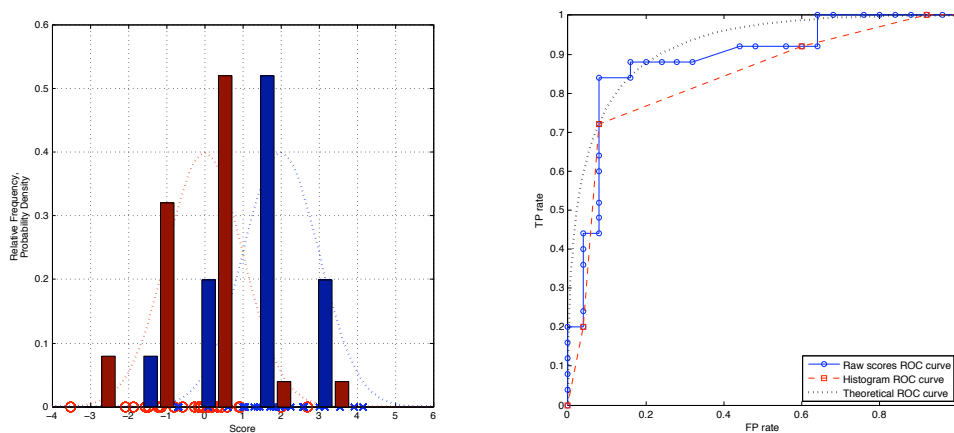 0.6
0.5
0.4
0.3
0.2
0.1
0
Relative Frequency,
Probability Density
-4 -3 -2 -1 0 1 2 3 4 5 6
Score
1
0.9
0.8
0.7
0.6
0.5
0.4
0.3
0.2
0.1
0
TP rate
0.2 0.4 0.6 0.8
FP rate
Raw scores ROC curve
Histogram ROC curve
Theoretical ROC curve